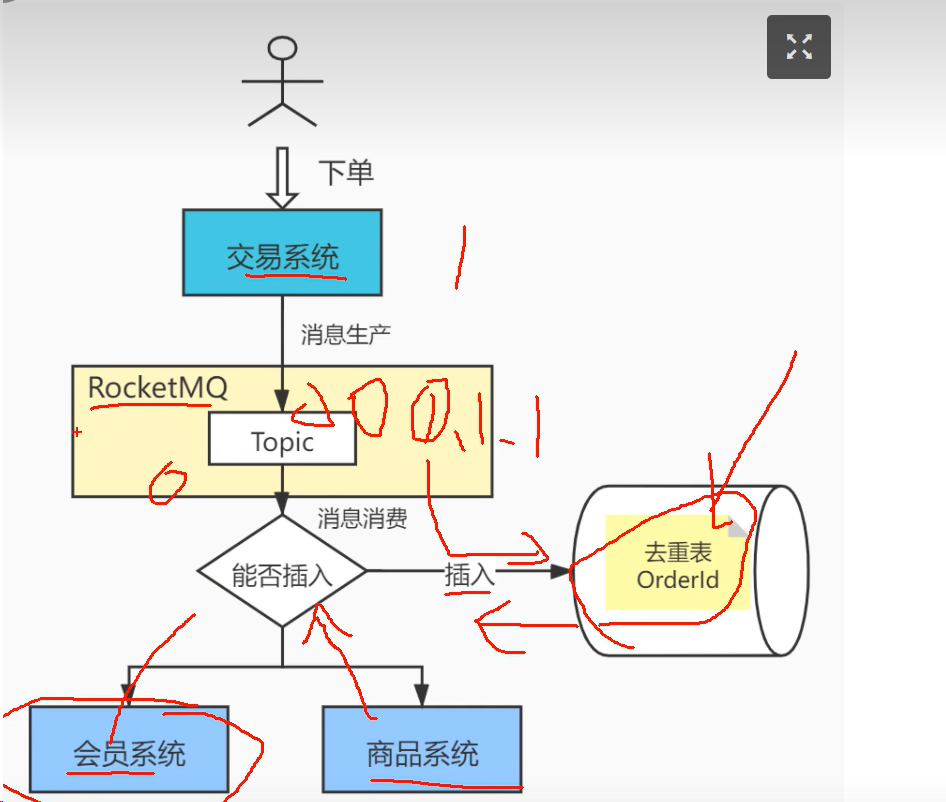 下单
交易系统
消息生产
RocketMQ
Topic
消息消费
能否插入
插入
去重表
OrderId
会员系统
商品系统